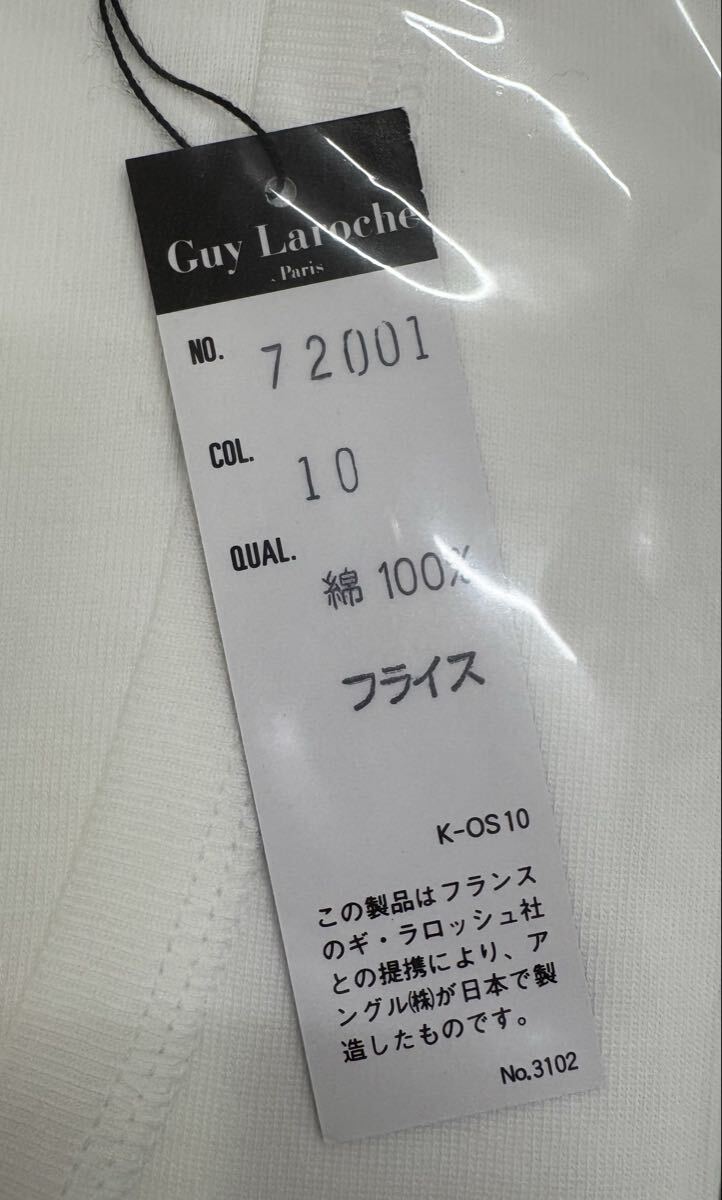 Guy Laroche
Paris
NO. 72001
COL. 10
QUAL. 綿 100%
フライス
K-OS10
この製品はフランス
のギ・ラロッシュ社
との提携により、ア
ングル㈱が日本で製
造したものです。
No.3102